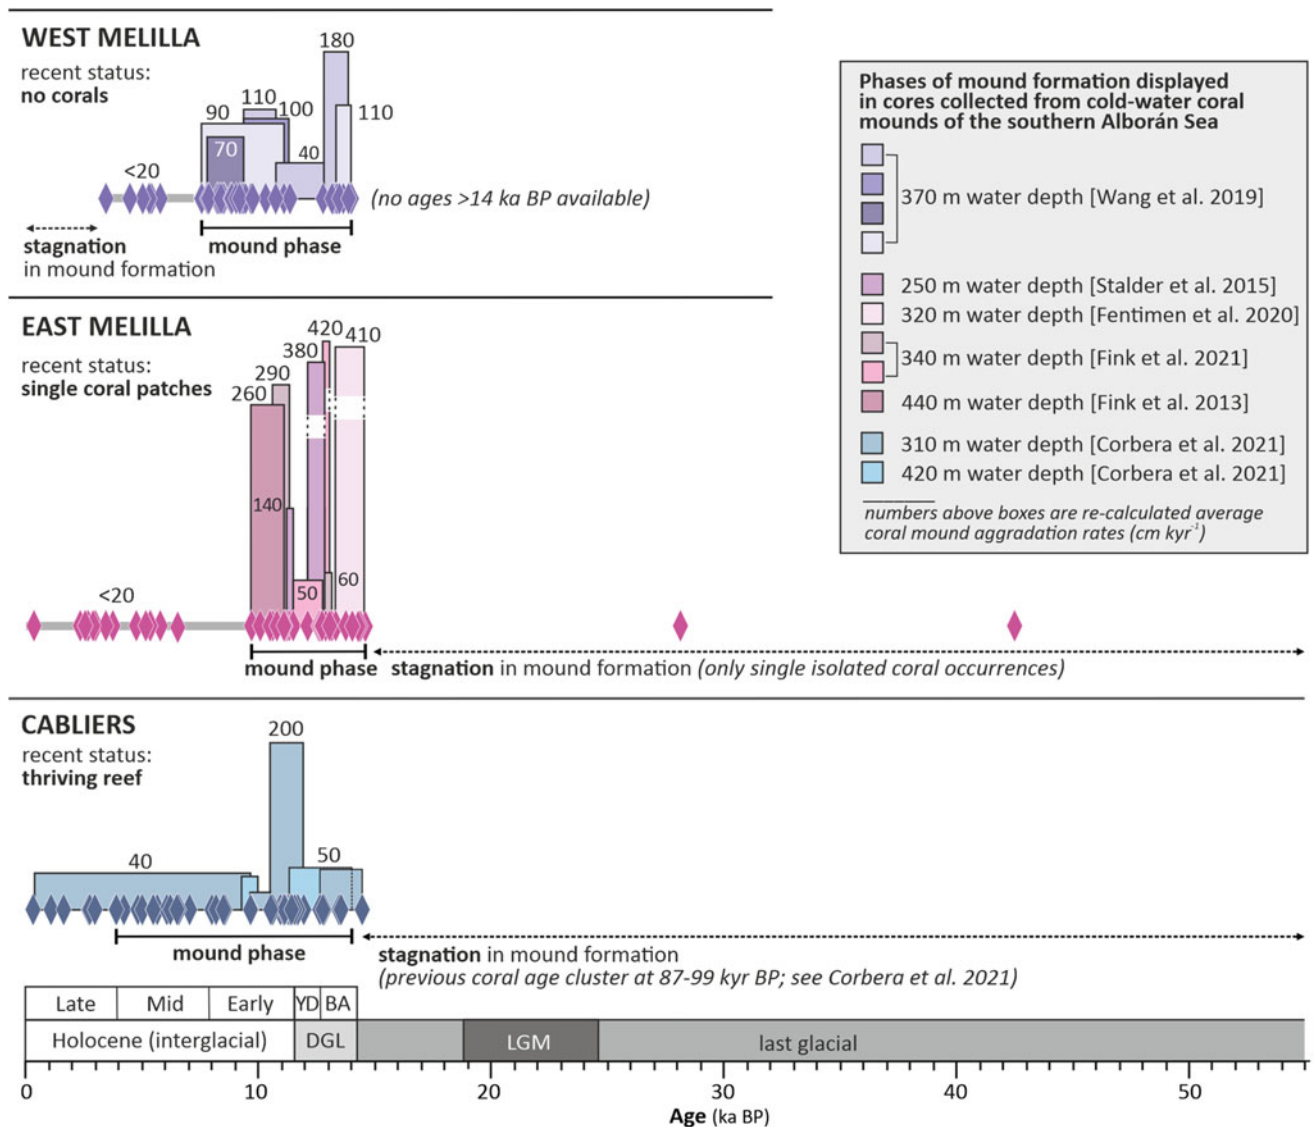 WEST MELILLA
recent status:
no corals
180
110
90
100
110
70
40
<20
(no ages >14 ka BP available)
stagnation
in mound formation
mound phase
EAST MELILLA
recent status:
single coral patches
420
410
380
290
260
140
50
60
<20
mound phase
stagnation in mound formation (only single isolated coral occurrences)
CABLIERS
recent status:
thriving reef
200
40
50
mound phase
stagnation in mound formation
(previous coral age cluster at 87-99 kyr BP; see Corbera et al. 2021)
Phases of mound formation displayed
in cores collected from cold-water coral
mounds of the southern Alborán Sea
370 m water depth [Wang et al. 2019]
250 m water depth [Stalder et al. 2015]
320 m water depth [Fentimen et al. 2020]
340 m water depth [Fink et al. 2021]
440 m water depth [Fink et al. 2013]
310 m water depth [Corbera et al. 2021]
420 m water depth [Corbera et al. 2021]
numbers above boxes are re-calculated average
coral mound aggradation rates (cm kyr⁻¹)
Late Mid Early YD BA
Holocene (interglacial) DGL LGM last glacial
0 10 20 30 40 50
Age (ka BP)